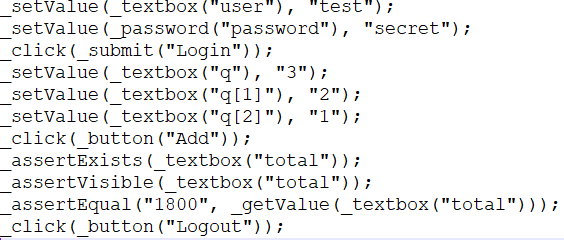 _setValue(_textbox("user"), "test");
_setValue(_password("password"), "secret");
_click(_submit("Login"));
_setValue(_textbox("q"), "3");
_setValue(_textbox("q[1]"), "2");
_setValue(_textbox("q[2]"), "1");
_click(_button("Add"));
_assertExists(_textbox("total"));
_assertVisible(_textbox("total"));
_assertEqual("1800", _getValue(_textbox("total")));
_click(_button("Logout"));